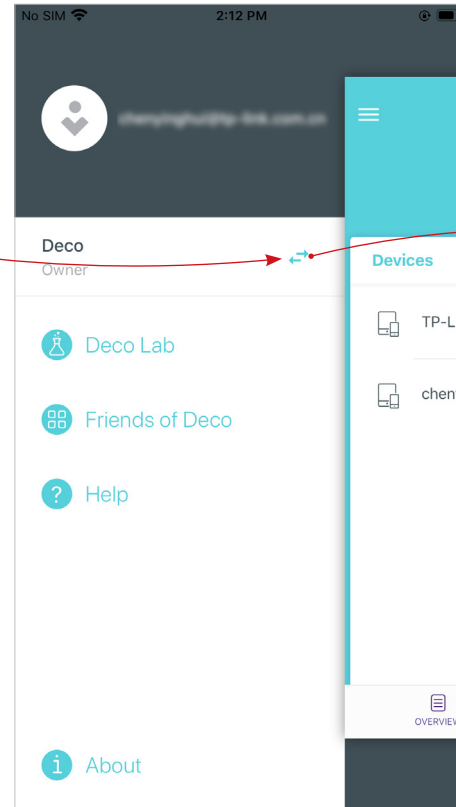 No SIM 2:12 PM
Deco
Owner
Devices
TP-L
Deco Lab
chen
Friends of Deco
Help
OVERVIEW
About